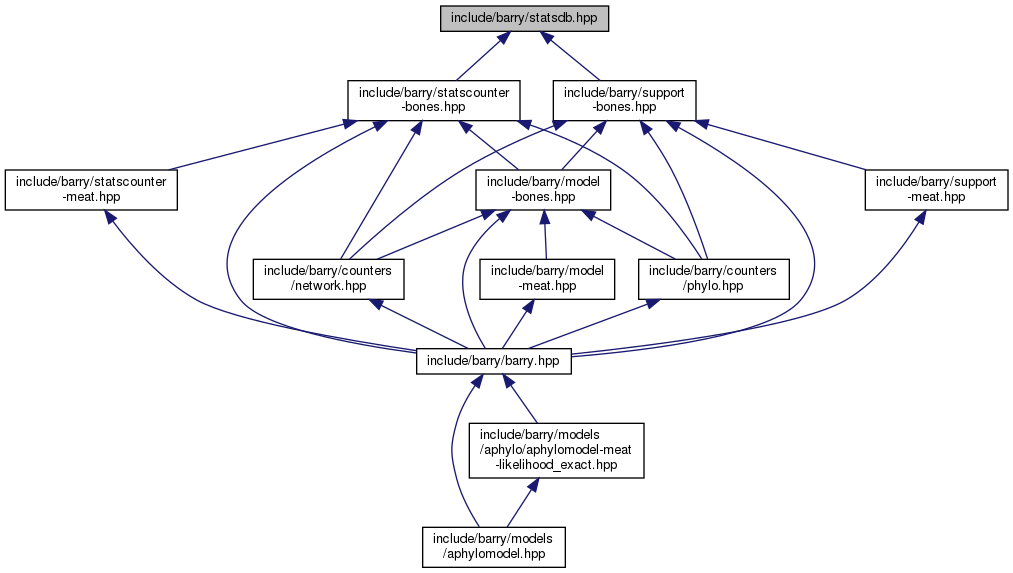 include/barry/statsdb.hpp
include/barry/statscounter
-bones.hpp
include/barry/support
-bones.hpp
include/barry/statscounter
-meat.hpp
include/barry/model
-bones.hpp
include/barry/support
-meat.hpp
include/barry/counters
/network.hpp
include/barry/model
-meat.hpp
include/barry/counters
/phylo.hpp
include/barry/barry.hpp
include/barry/models
/aphylo/aphylomodel-meat
-likelihood_exact.hpp
include/barry/models
/aphylomodel.hpp